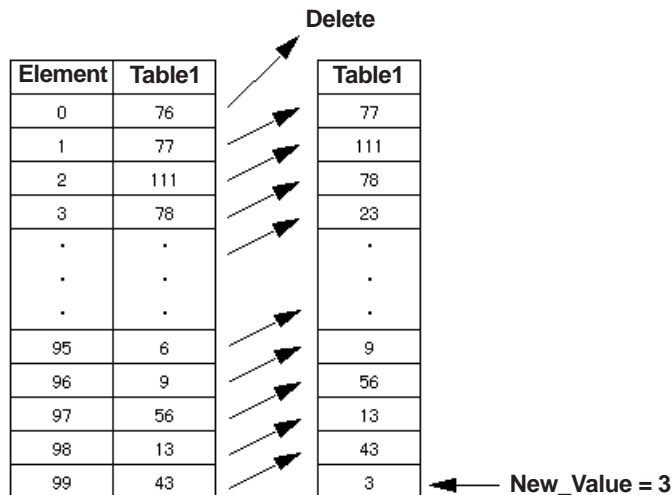 Delete
Element Table1 Table1
0 76 77
1 77 111
2 111 78
3 78 23
. . .
. . .
. . .
95 6 9
96 9 56
97 56 13
98 13 43
99 43 3 New_Value = 3